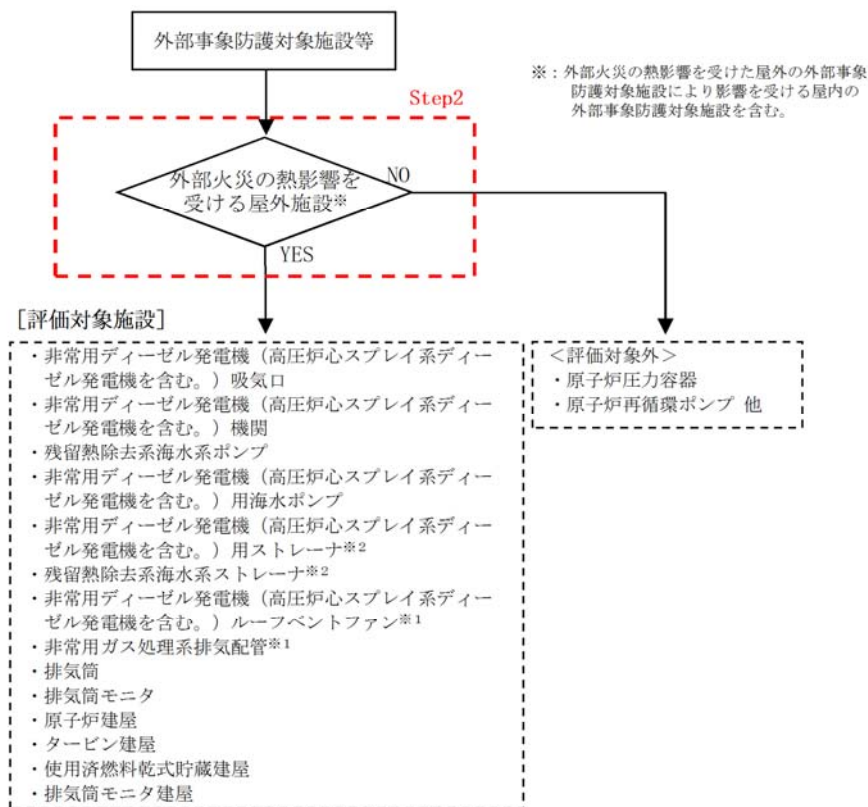 外部事象防護対象施設等
※：外部火災の熱影響を受けた屋外の外部事象
防護対象施設により影響を受ける屋内の
外部事象防護対象施設を含む。
Step2
外部火災の熱影響を
受ける屋外施設※
NO
YES
[評価対象施設]
・非常用ディーゼル発電機（高圧炉心スプレイ系ディー
ゼル発電機を含む。）吸気口
・非常用ディーゼル発電機（高圧炉心スプレイ系ディー
ゼル発電機を含む。）機関
・残留熱除去系海水系ポンプ
・非常用ディーゼル発電機（高圧炉心スプレイ系ディー
ゼル発電機を含む。）用海水ポンプ
・非常用ディーゼル発電機（高圧炉心スプレイ系ディー
ゼル発電機を含む。）用ストレーナ※2
・残留熱除去系海水系ストレーナ※2
・非常用ディーゼル発電機（高圧炉心スプレイ系ディー
ゼル発電機を含む。）ルーフベントファン※1
・非常用ガス処理系排気配管※1
・排気筒
・排気筒モニタ
・原子炉建屋
・タービン建屋
・使用済燃料乾式貯蔵建屋
・排気筒モニタ建屋
＜評価対象外＞
・原子炉圧力容器
・原子炉再循環ポンプ 他